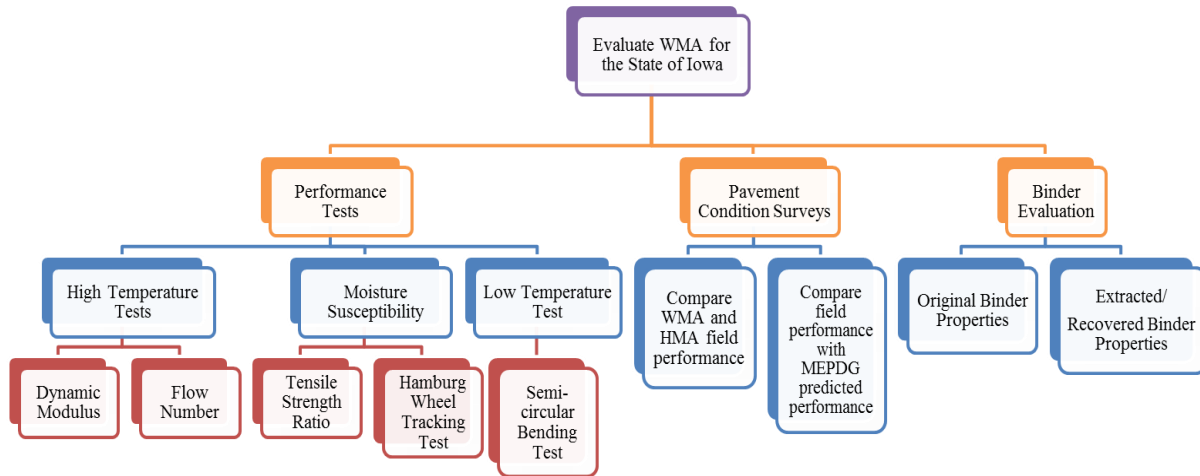 Evaluate WMA for
the State of Iowa
Performance
Tests
Pavement
Condition Surveys
Binder
Evaluation
High Temperature
Tests
Moisture
Susceptibility
Low Temperature
Test
Compare
WMA and
HMA field
performance
Compare
field
performance
with
MEPDG
predicted
performance
Original Binder
Properties
Extracted/
Recovered Binder
Properties
Dynamic
Modulus
Flow
Number
Tensile
Strength
Ratio
Hamburg
Wheel
Tracking
Test
Semi-
circular
Bending
Test